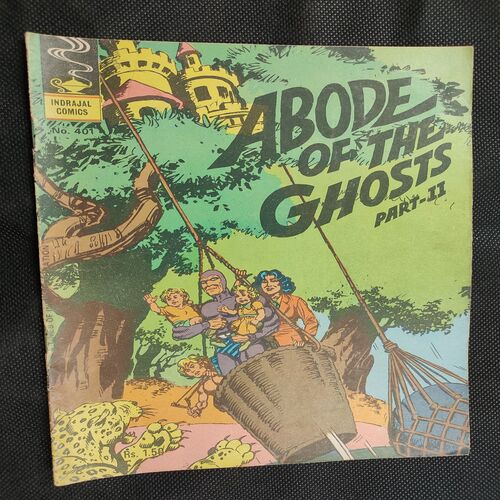 INDRAJAL
COMICS
No. 401
ABODE
OF THE
GHOSTS
PART-II
Rs. 1.50